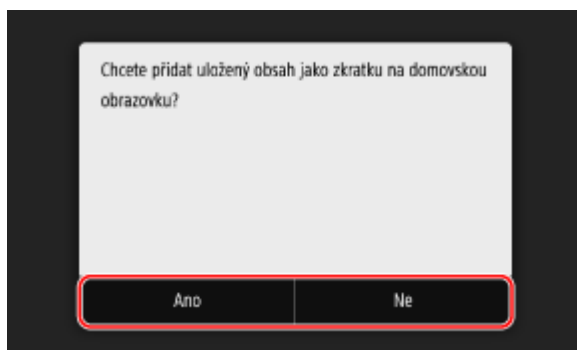 Chcete přidat uložený obsah jako zkratku na domovskou
obrazovku?
Ano
Ne